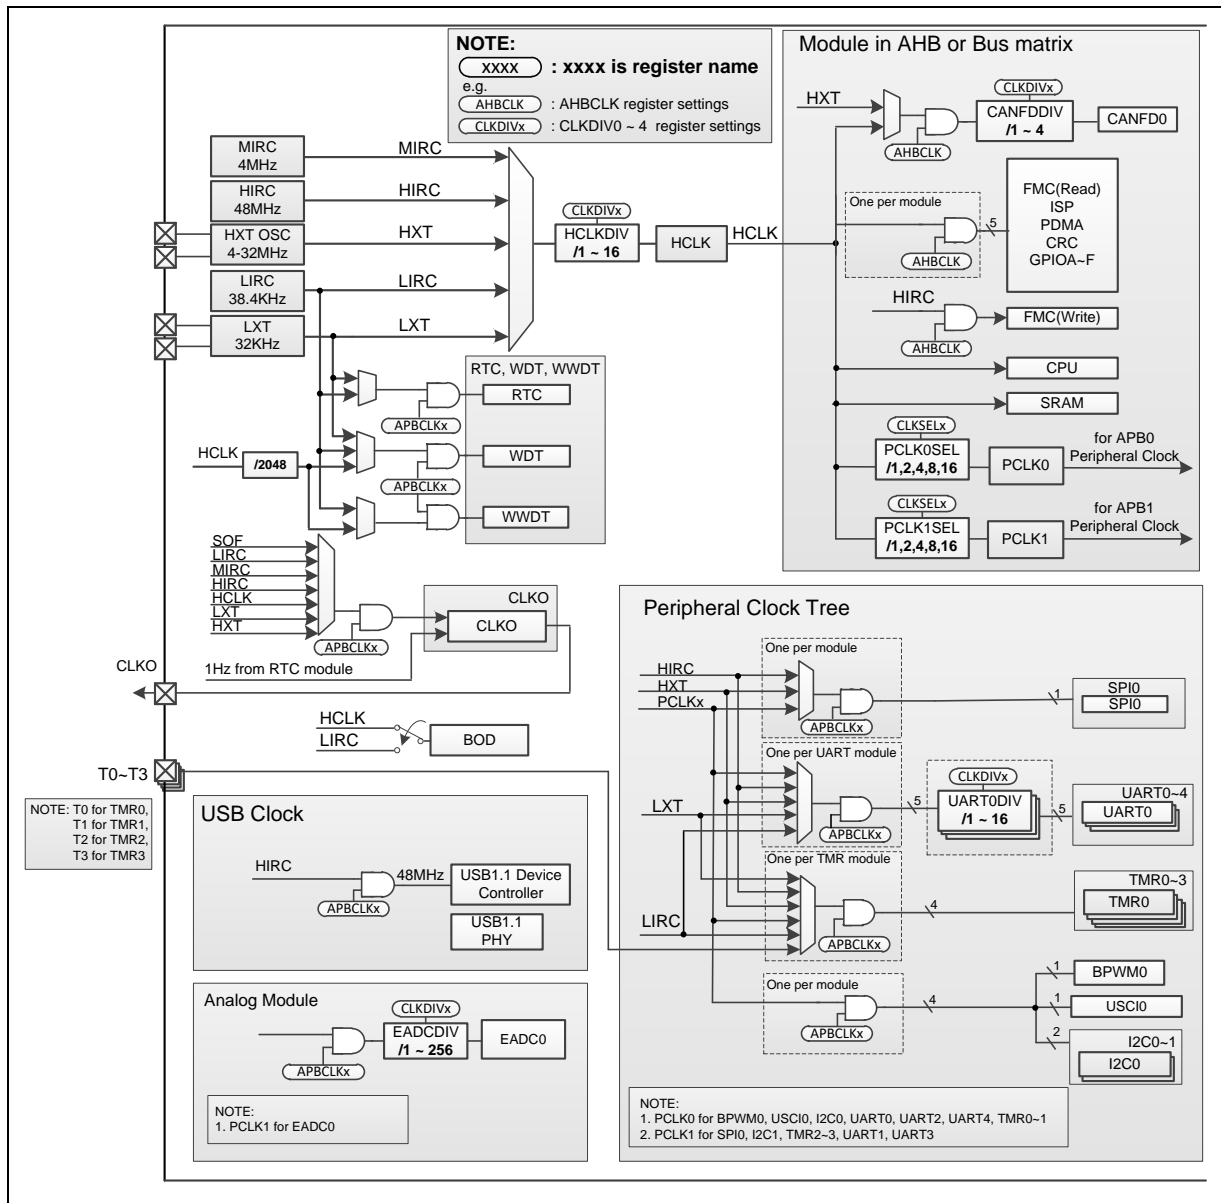 NOTE:
xxxx : xxxx is register name
e.g.
AHBCLK : AHBCLK register settings
CLKDIVx : CLKDIV0 ~ 4 register settings
MIRC
4MHz
MIRC
HIRC
48MHz
HIRC
HXT OSC
4-32MHz
HXT
LIRC
38.4KHz
LIRC
LXT
32KHz
LXT
CLKDIVx
HCLKDIV
/1 ~ 16
HCLK
HCLK
Module in AHB or Bus matrix
HXT
AHBCLK
CLKDIVx
CANFDDIV
/1 ~ 4
CANFD0
One per module
AHBCLK
5
FMC(Read)
ISP
PDMA
CRC
GPIOA~F
HIRC
AHBCLK
FMC(Write)
CPU
SRAM
CLKSELx
PCLK0SEL
/1,2,4,8,16
PCLK0
for APB0
Peripheral Clock
CLKSELx
PCLK1SEL
/1,2,4,8,16
PCLK1
for APB1
Peripheral Clock
RTC, WDT, WWDT
APBCLKx
RTC
HCLK
/2048
WDT
APBCLKx
WWDT
SOF
LIRC
MIRC
HIRC
HCLK
LXT
HXT
APBCLKx
CLKO
CLKO
1Hz from RTC module
CLKO
HCLK
LIRC
BOD
T0~T3
NOTE: T0 for TMR0,
T1 for TMR1,
T2 for TMR2,
T3 for TMR3
USB Clock
HIRC
APBCLKx
48MHz
USB1.1 Device
Controller
USB1.1
PHY
Analog Module
APBCLKx
CLKDIVx
EADCDIV
/1 ~ 256
EADC0
NOTE:
1. PCLK1 for EADC0
Peripheral Clock Tree
One per module
HIRC
HXT
PCLKx
APBCLKx
1
SPI0
SPI0
One per UART module
LXT
APBCLKx
5
CLKDIVx
UART0DIV
/1 ~ 16
5
UART0~4
UART0
One per TMR module
LIRC
APBCLKx
4
TMR0~3
TMR0
One per module
APBCLKx
4
1
BPWM0
1
USCI0
2
I2C0~1
I2C0
NOTE:
1. PCLK0 for BPWM0, USCI0, I2C0, UART0, UART2, UART4, TMR0~1
2. PCLK1 for SPI0, I2C1, TMR2~3, UART1, UART3